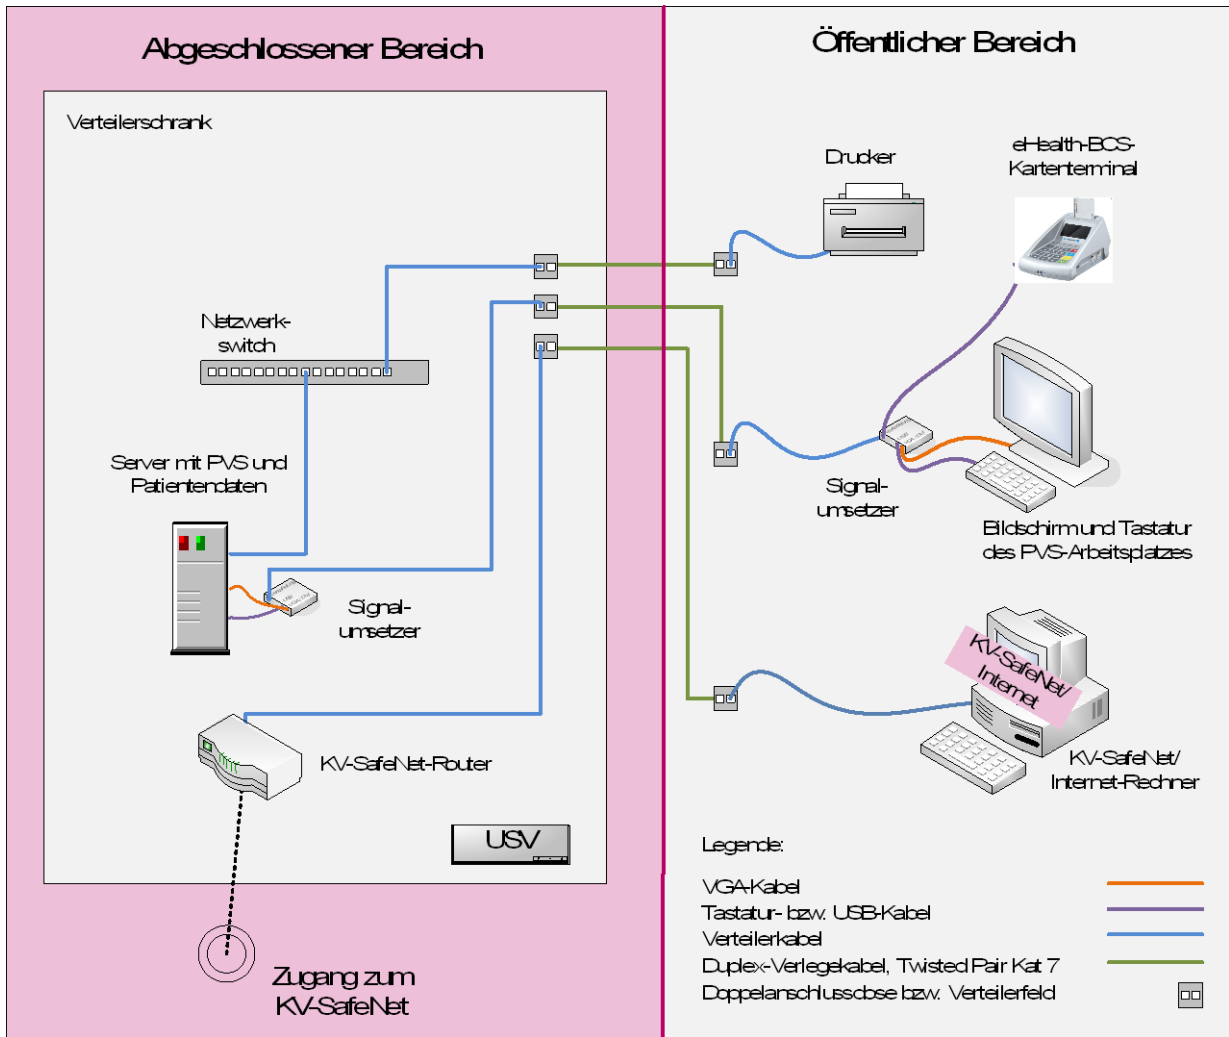 Abgeschlossener Bereich
Öffentlicher Bereich
Verteilerschrank
Drucker
eHealth-BCS-
Kartenterminal
Netzwerk-
switch
Server mit PVS und
Patientendaten
Signal-
umsetzer
Signal-
umsetzer
Bildschirm und Tastatur
des PVS-Arbeitsplatzes
KV-SafeNet/
Internet
KV-SafeNet-Router
KV-SafeNet/
Internet-Rechner
USV
Zugang zum
KV-SafeNet
Legende:
VGA-Kabel
Tastatur- bzw. USB-Kabel
Verteilerkabel
Duplex-Verlegekabel, Twisted Pair Kat 7
Doppelanschlussdose bzw. Verteilerfeld